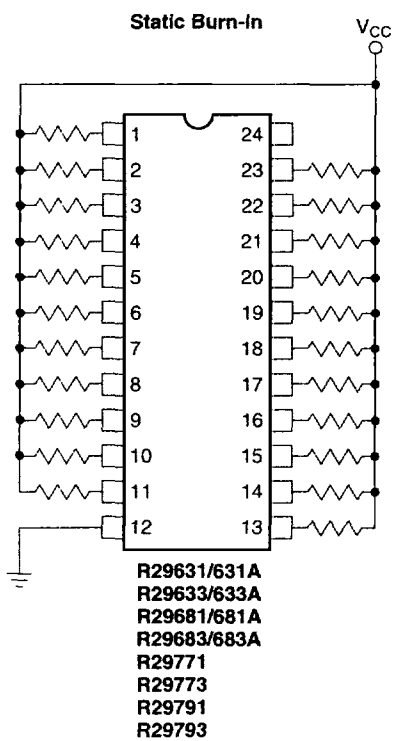 Static Burn-In
VCC
1 24
2 23
3 22
4 21
5 20
6 19
7 18
8 17
9 16
10 15
11 14
12 13
R29631/631A
R29633/633A
R29681/681A
R29683/683A
R29771
R29773
R29791
R29793